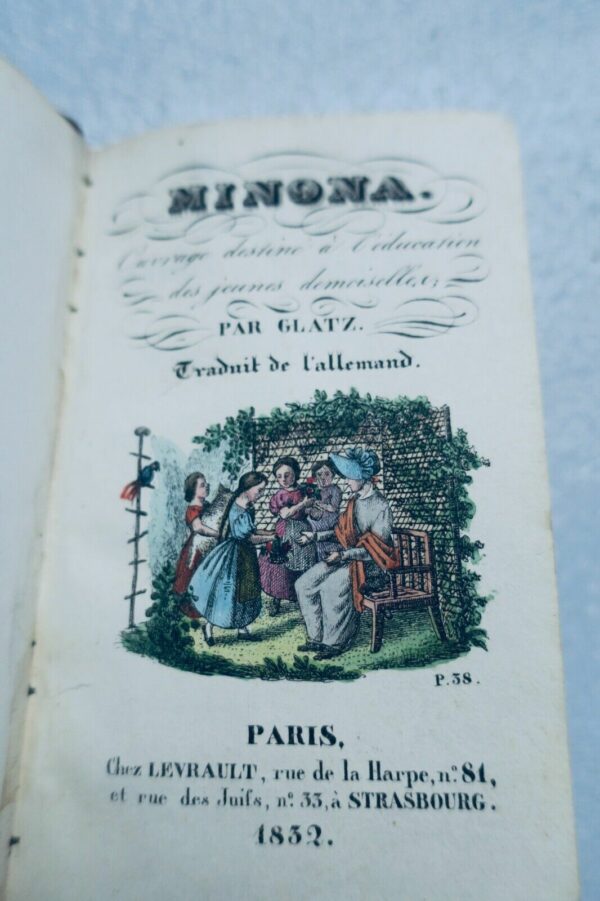 MINONA.
Ouvrage destiné à l'éducation
des jeunes demoiselles,
PAR GLATZ.
Traduit de l'allemand.
P. 38.
PARIS,
Chez LEVRAULT, rue de la Harpe, n.º 81,
et rue des Juifs, n.º 33, à STRASBOURG.
1832.